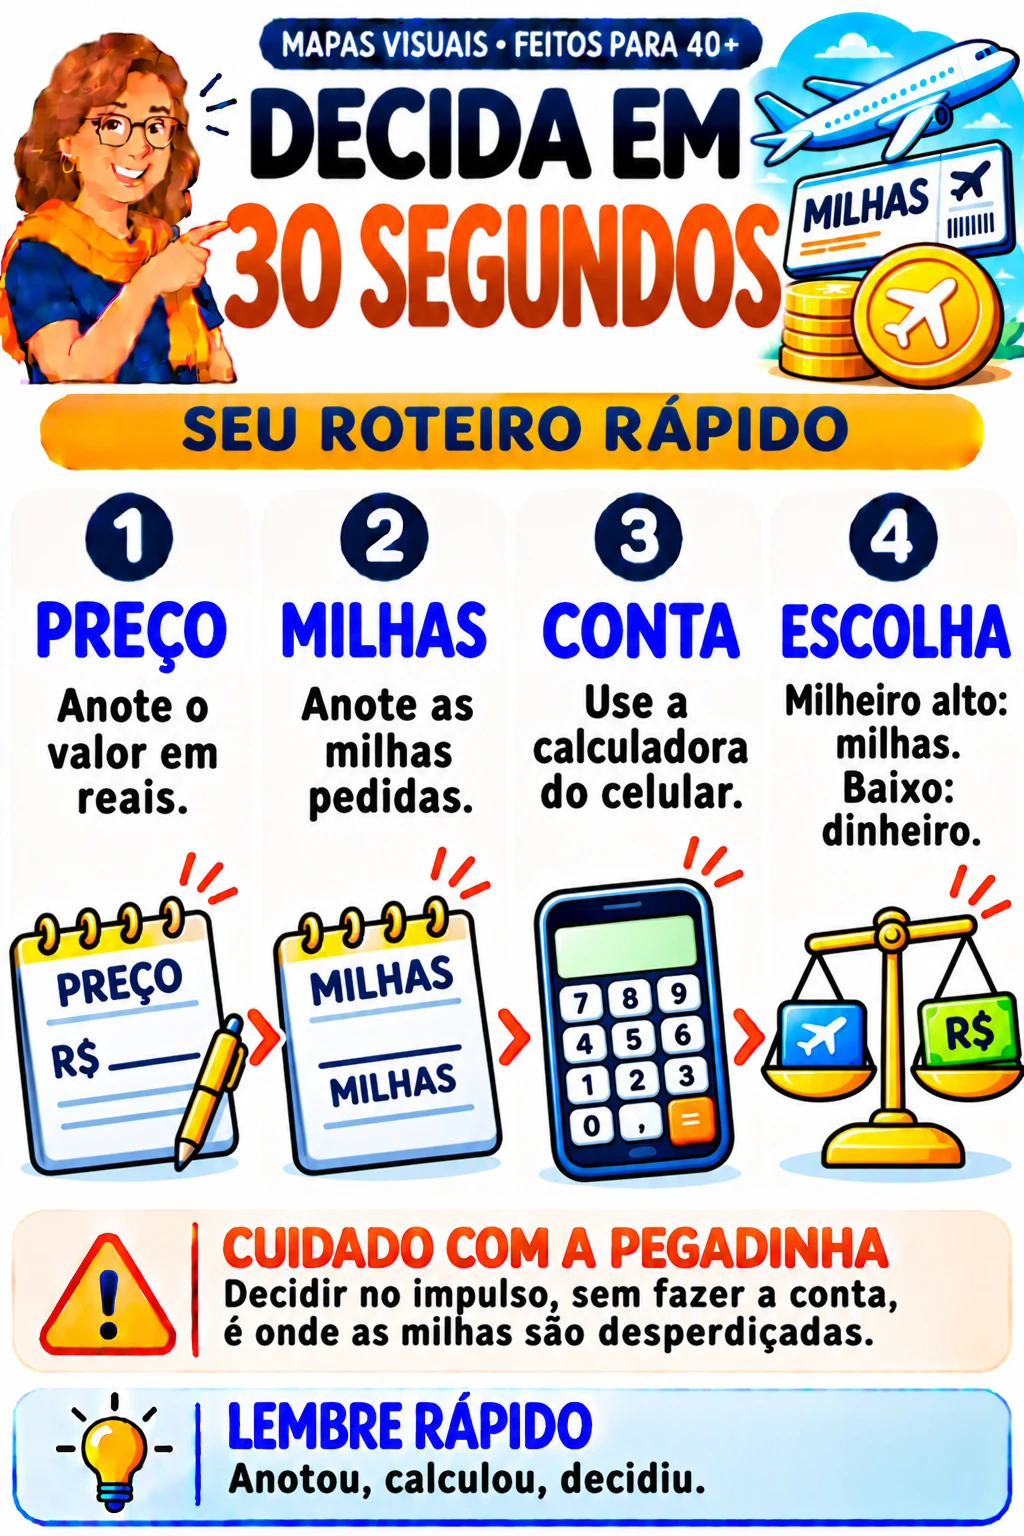 MAPAS VISUAIS • FEITOS PARA 40+
DECIDA EM
30 SEGUNDOS
MILHAS
SEU ROTEIRO RÁPIDO
1
PREÇO
Anote o
valor em
reais.
PREÇO
R$
2
MILHAS
Anote as
milhas
pedidas.
MILHAS
MILHAS
3
CONTA
Use a
calculadora
do celular.
7 8 9
4 5 6
1 2 3
0 , =
4
ESCOLHA
Milheiro alto:
milhas.
Baixo:
dinheiro.
R$
CUIDADO COM A PEGADINHA
Decidir no impulso, sem fazer a conta,
é onde as milhas são desperdiçadas.
LEMBRE RÁPIDO
Anotou, calculou, decidiu.